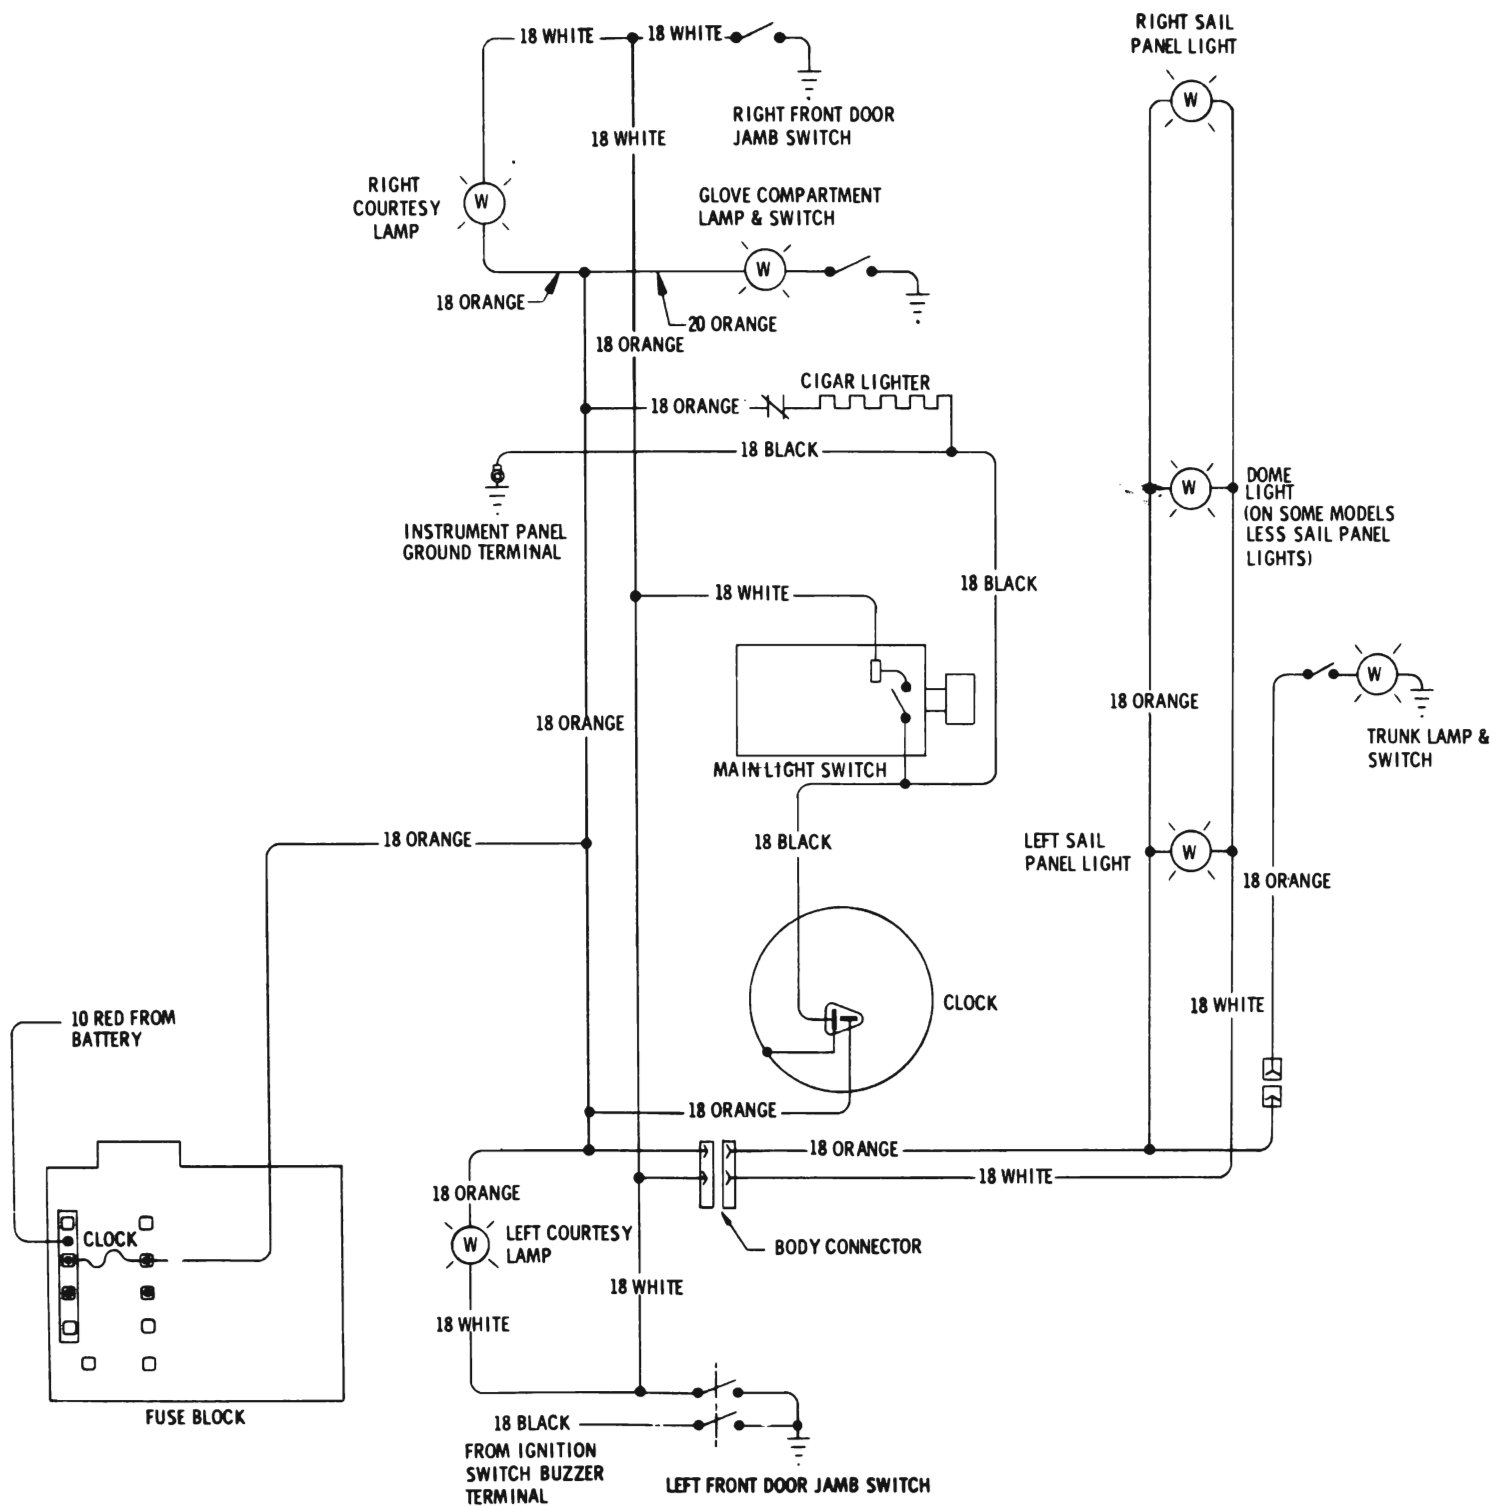 RIGHT SAIL
PANEL LIGHT
W
18 WHITE
18 WHITE
RIGHT FRONT DOOR
JAMB SWITCH
18 WHITE
RIGHT
COURTESY
LAMP
W
GLOVE COMPARTMENT
LAMP & SWITCH
W
18 ORANGE
20 ORANGE
18 ORANGE
CIGAR LIGHTER
18 ORANGE
18 BLACK
INSTRUMENT PANEL
GROUND TERMINAL
W
DOME
LIGHT
(ON SOME MODELS
LESS SAIL PANEL
LIGHTS)
18 WHITE
18 BLACK
MAIN LIGHT SWITCH
18 ORANGE
18 ORANGE
W
TRUNK LAMP &
SWITCH
18 ORANGE
18 BLACK
LEFT SAIL
PANEL LIGHT
W
18 ORANGE
CLOCK
18 WHITE
10 RED FROM
BATTERY
18 ORANGE
18 ORANGE
18 WHITE
18 ORANGE
W
LEFT COURTESY
LAMP
BODY CONNECTOR
CLOCK
18 WHITE
18 WHITE
FUSE BLOCK
18 BLACK
FROM IGNITION
SWITCH BUZZER
TERMINAL
LEFT FRONT DOOR JAMB SWITCH